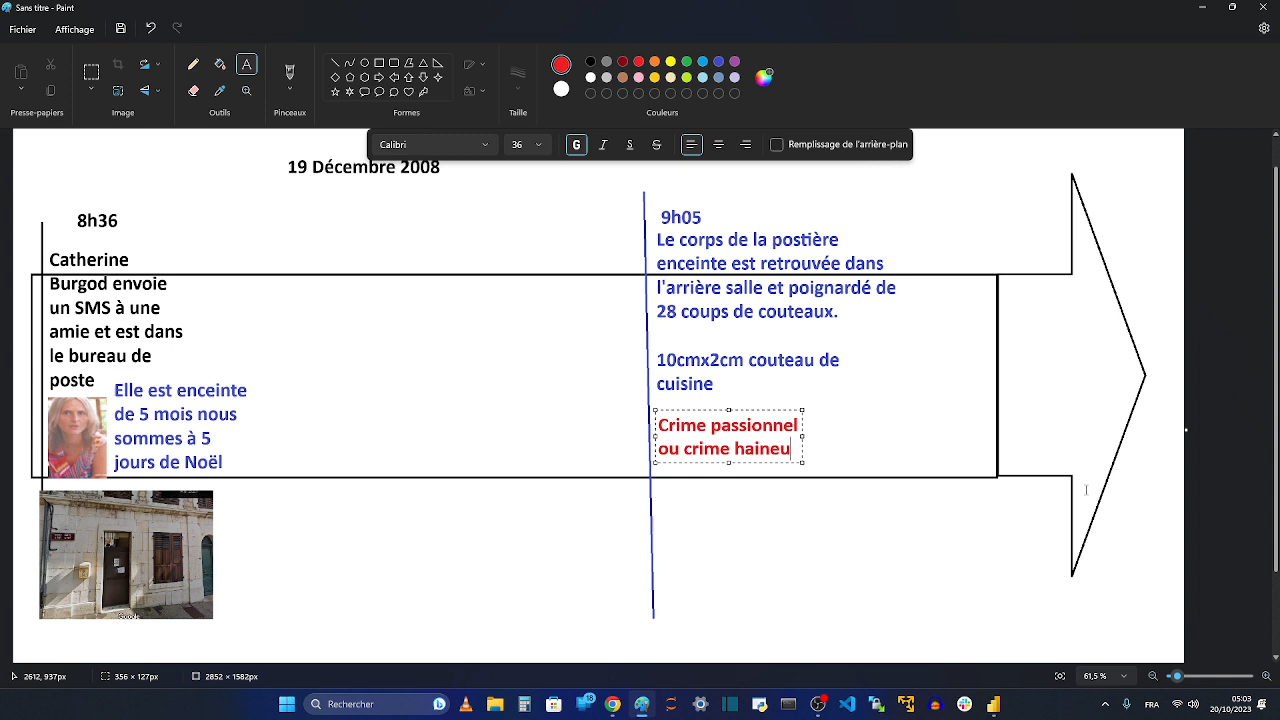 Sans titre - Paint
Fichier
Affichage
Presse-papiers
Image
Outils
Pinceaux
Formes
Taille
Couleurs
Calibri
36
G
I
S
S
Remplissage de l'arrière-plan
19 Décembre 2008
8h36
Catherine
Burgod envoie
un SMS à une
amie et est dans
le bureau de
poste
Elle est enceinte
de 5 mois nous
sommes à 5
jours de Noël
Google
9h05
Le corps de la postière
enceinte est retrouvée dans
l'arrière salle et poignardé de
28 coups de couteaux.
10cmx2cm couteau de
cuisine
Crime passionnel
ou crime haineu
2612, 937px
356 × 127px
2852 × 1582px
61,5 %
Rechercher
18
FRA
05:03
20/10/2023